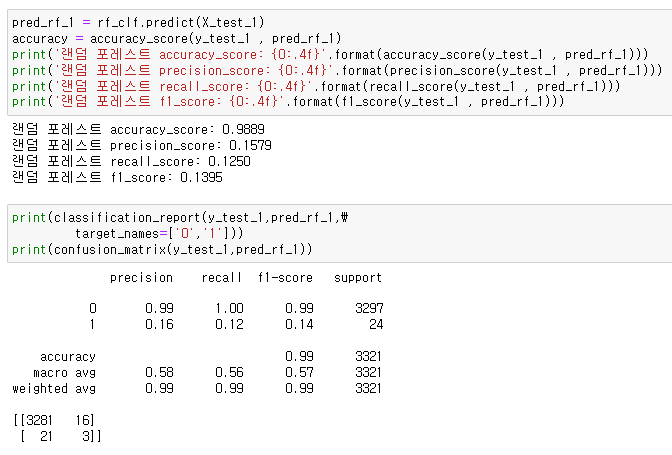 pred_rf_1 = rf_clf.predict(X_test_1)
accuracy = accuracy_score(y_test_1 , pred_rf_1)
print('랜덤 포레스트 accuracy_score: {0:.4f}'.format(accuracy_score(y_test_1 , pred_rf_1)))
print('랜덤 포레스트 precision_score: {0:.4f}'.format(precision_score(y_test_1 , pred_rf_1)))
print('랜덤 포레스트 recall_score: {0:.4f}'.format(recall_score(y_test_1 , pred_rf_1)))
print('랜덤 포레스트 f1_score: {0:.4f}'.format(f1_score(y_test_1 , pred_rf_1)))
랜덤 포레스트 accuracy_score: 0.9889
랜덤 포레스트 precision_score: 0.1579
랜덤 포레스트 recall_score: 0.1250
랜덤 포레스트 f1_score: 0.1395
print(classification_report(y_test_1,pred_rf_1,₩
target_names=['0','1']))
print(confusion_matrix(y_test_1,pred_rf_1))
precision recall f1-score support
0 0.99 1.00 0.99 3297
1 0.16 0.12 0.14 24
accuracy 0.99 3321
macro avg 0.58 0.56 0.57 3321
weighted avg 0.99 0.99 0.99 3321
[[3281 16]
[ 21 3]]